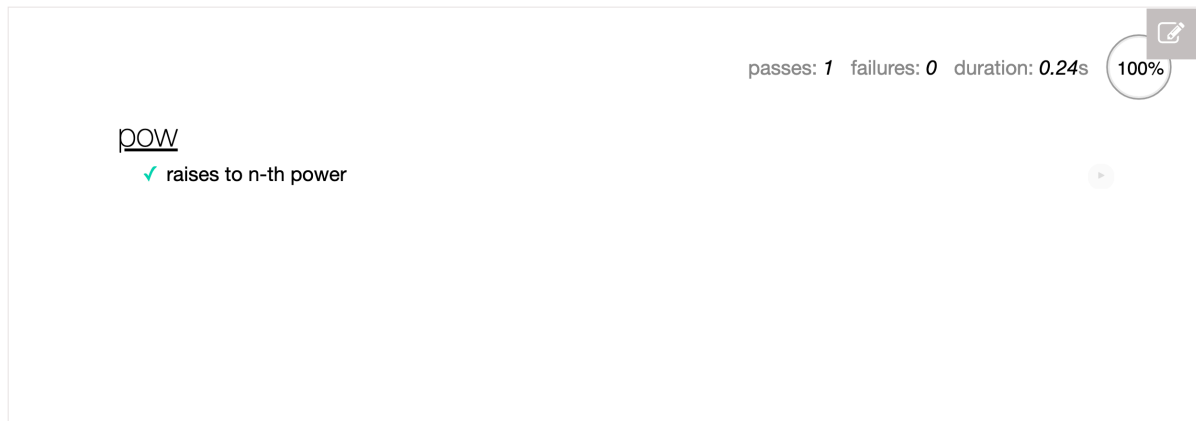 passes: 1 failures: 0 duration: 0.24s 100%
pow
✓ raises to n-th power